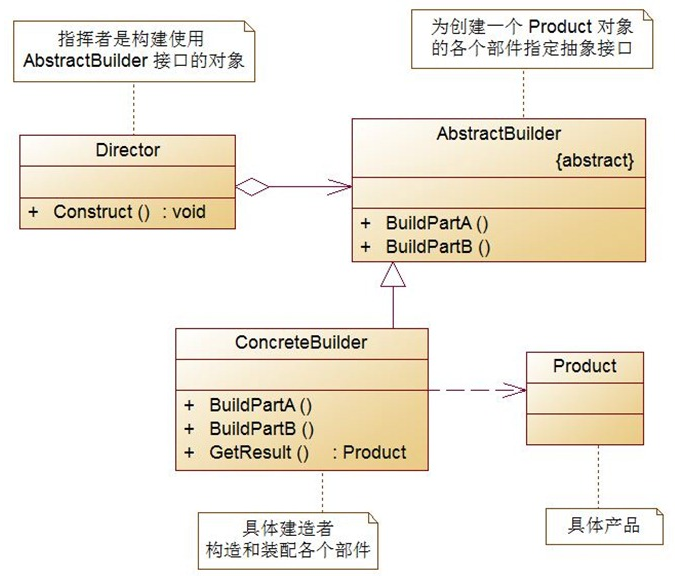 指挥者是构建使用
AbstractBuilder 接口的对象
为创建一个 Product 对象
的各个部件指定抽象接口
Director
+ Construct () : void
AbstractBuilder
{abstract}
+ BuildPartA ()
+ BuildPartB ()
ConcreteBuilder
+ BuildPartA ()
+ BuildPartB ()
+ GetResult () : Product
Product
具体建造者
构造和装配各个部件
具体产品